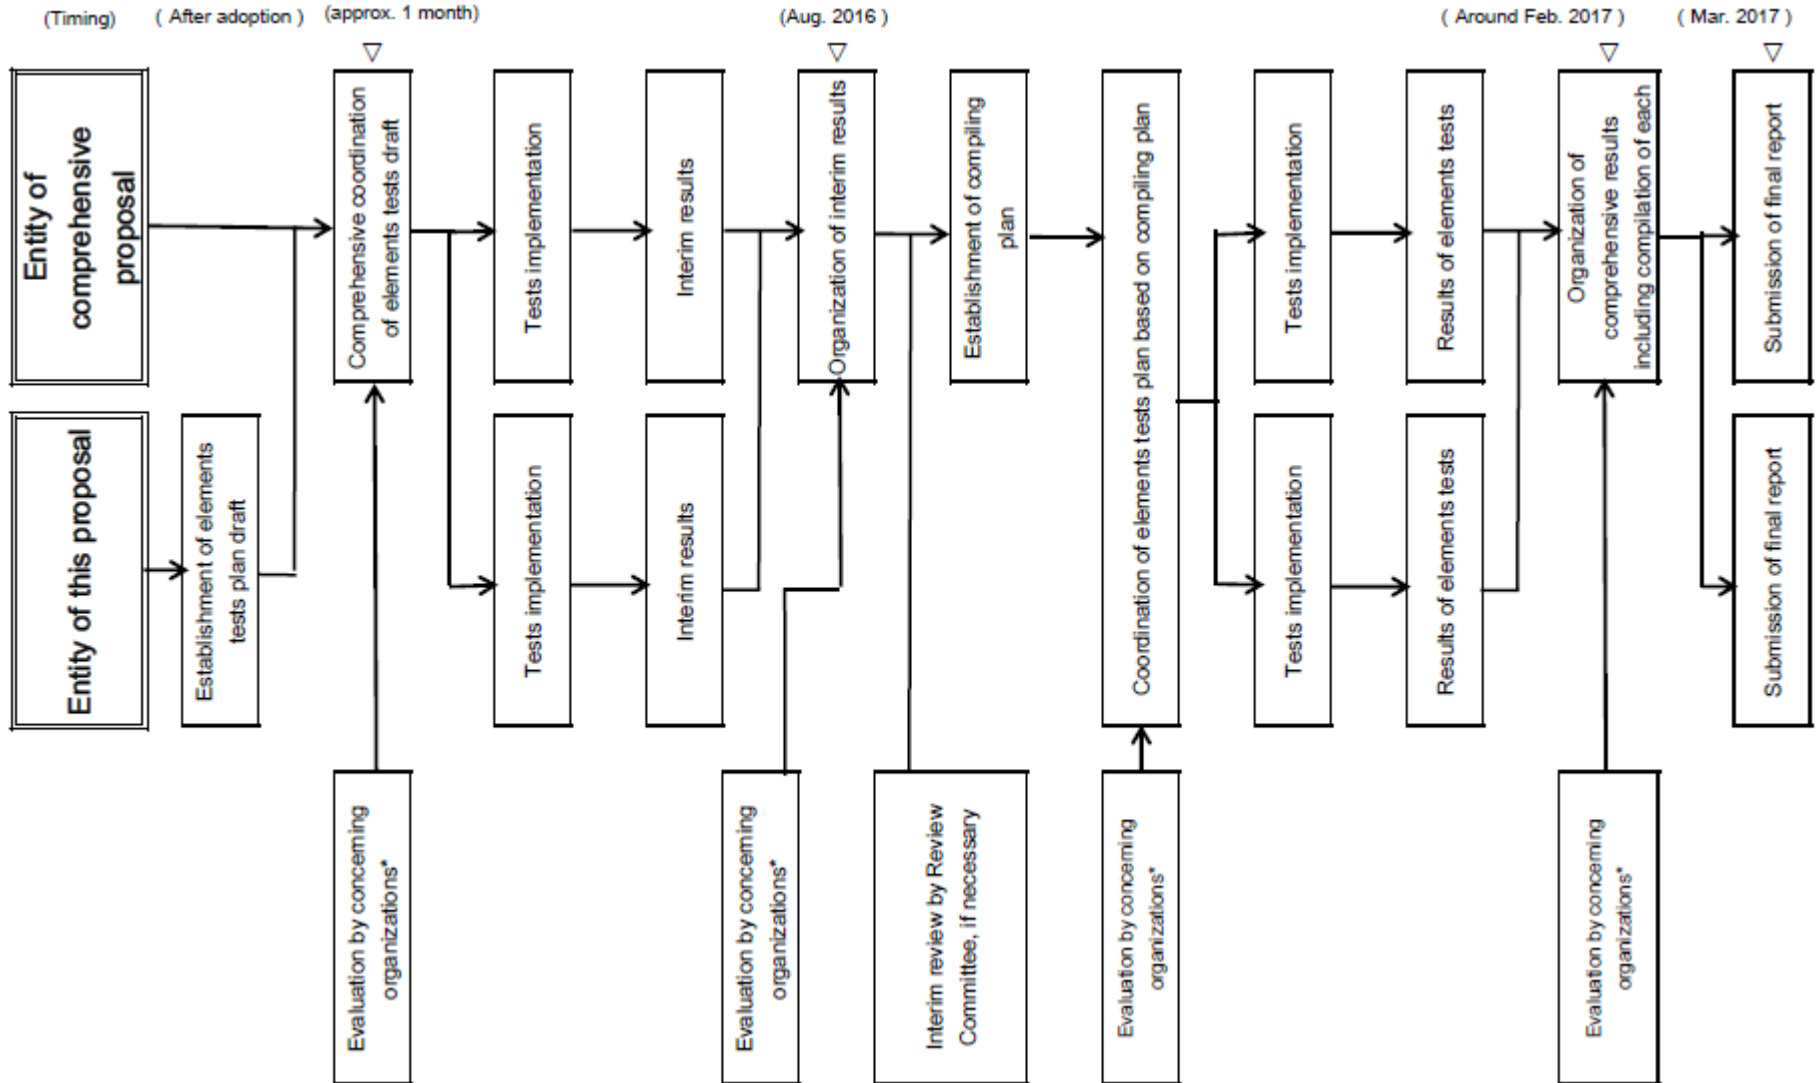 (Timing)
( After adoption )
(approx. 1 month)
(Aug. 2016 )
( Around Feb. 2017 )
( Mar. 2017 )
Entity of
comprehensive
proposal
Comprehensive coordination
of elements tests draft
Tests implementation
Interim results
Organization of interim results
Establishment of compiling
plan
Coordination of elements tests plan based on compiling plan
Tests implementation
Results of elements tests
Organization of
comprehensive results
including compilation of each
Submission of final report
Entity of this proposal
Establishment of elements
tests plan draft
Tests implementation
Interim results
Tests implementation
Results of elements tests
Submission of final report
Evaluation by concerning
organizations*
Evaluation by concerning
organizations*
Interim review by Review
Committee, if necessary
Evaluation by concerning
organizations*
Evaluation by concerning
organizations*